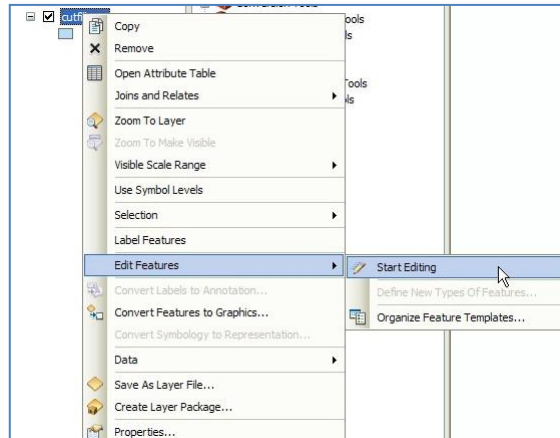 Conversion Tools
Copy
Remove
Open Attribute Table
Joins and Relates
Tools
Zoom To Layer
Zoom To Make Visible
Visible Scale Range
Use Symbol Levels
Selection
Label Features
Edit Features
Start Editing
Convert Labels to Annotation...
Define New Types Of Features...
Convert Features to Graphics...
Organize Feature Templates...
Convert Symbology to Representation...
Data
Save As Layer File...
Create Layer Package...
Properties...